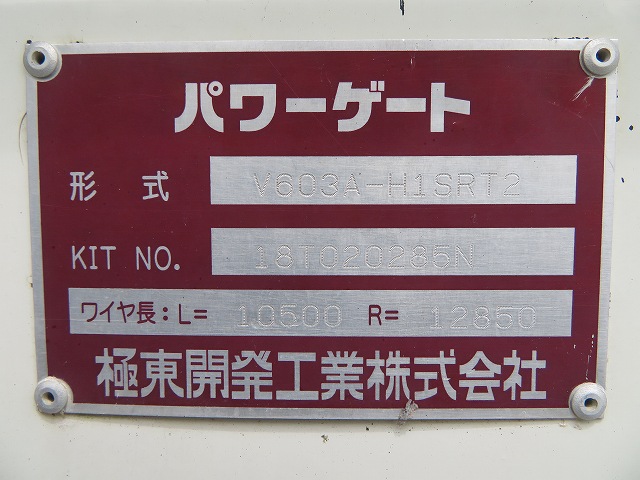 パワーゲート
形式 V603A-H1SRT2
KIT NO. 18T020285N
ワイヤ長:L= 10500 R= 12850
極東開発工業株式会社